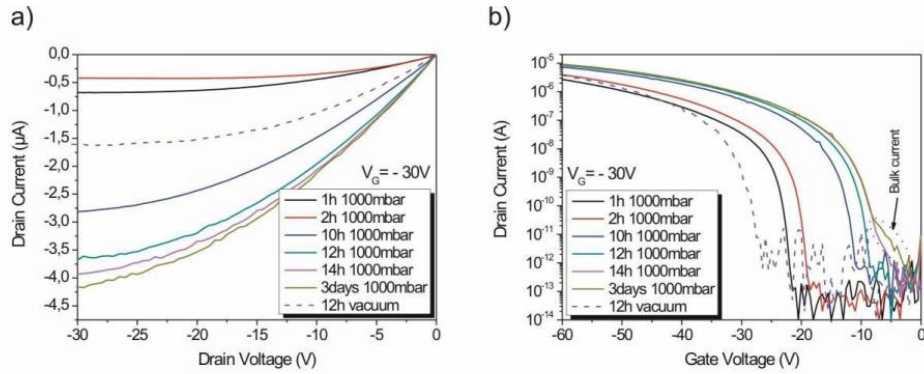 a)
0,0
-0,5
-1,0
-1,5
-2,0
-2,5
-3,0
-3,5
-4,0
-4,5
Drain Current (µA)
V_G = - 30V
1h 1000mbar
2h 1000mbar
10h 1000mbar
12h 1000mbar
14h 1000mbar
3days 1000mbar
12h vacuum
-30 -25 -20 -15 -10 -5 0
Drain Voltage (V)
b)
10⁻⁵
10⁻⁶
10⁻⁷
10⁻⁸
10⁻⁹
10⁻¹⁰
10⁻¹¹
10⁻¹²
10⁻¹³
10⁻¹⁴
Drain Current (A)
Bulk current
V_G = - 30V
1h 1000mbar
2h 1000mbar
10h 1000mbar
12h 1000mbar
14h 1000mbar
3days 1000mbar
12h vacuum
-60 -50 -40 -30 -20 -10 0
Gate Voltage (V)